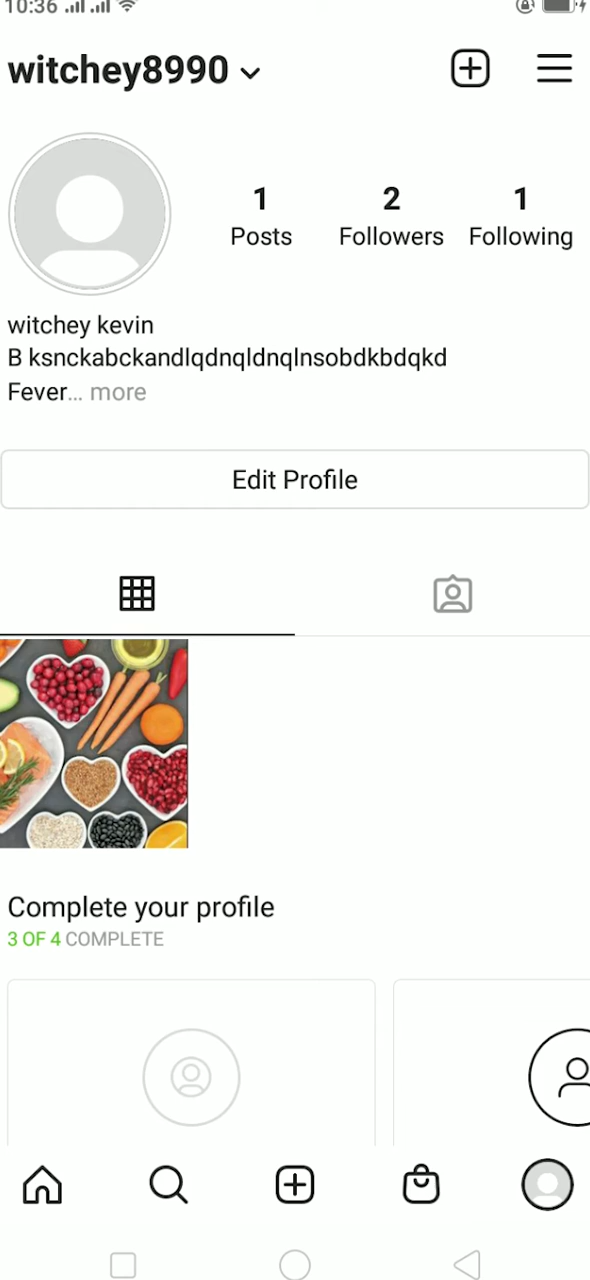 10:36
witchey8990
1 2 1
Posts Followers Following
witchey kevin
B ksnckabckandlqdnqldnqlnsobdkbdqkd
Fever... more
Edit Profile
Complete your profile
3 OF 4 COMPLETE